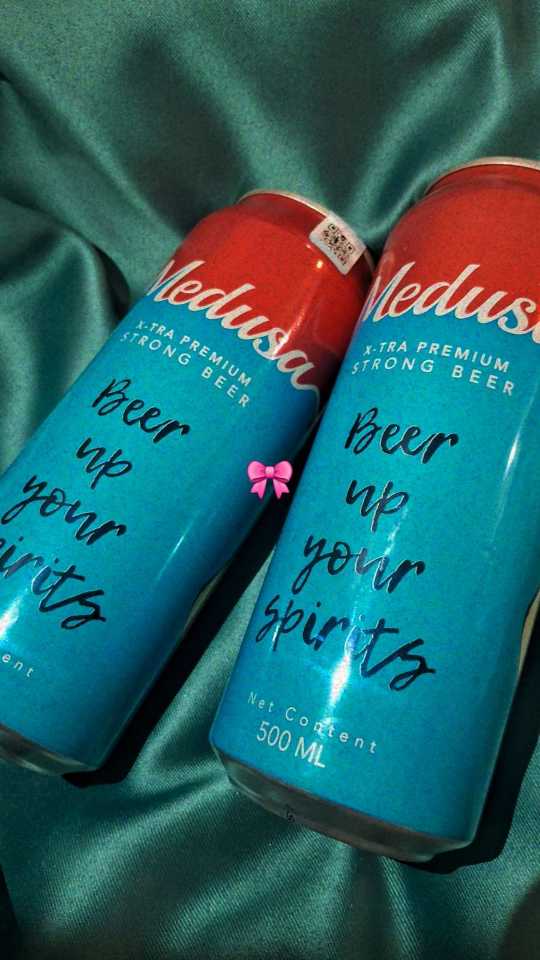 Medusa
X-TRA PREMIUM
STRONG BEER
Beer
up
your
Medusa
X-TRA PREMIUM
STRONG BEER
Beer
up
your
spirits
Net Content
500 ML